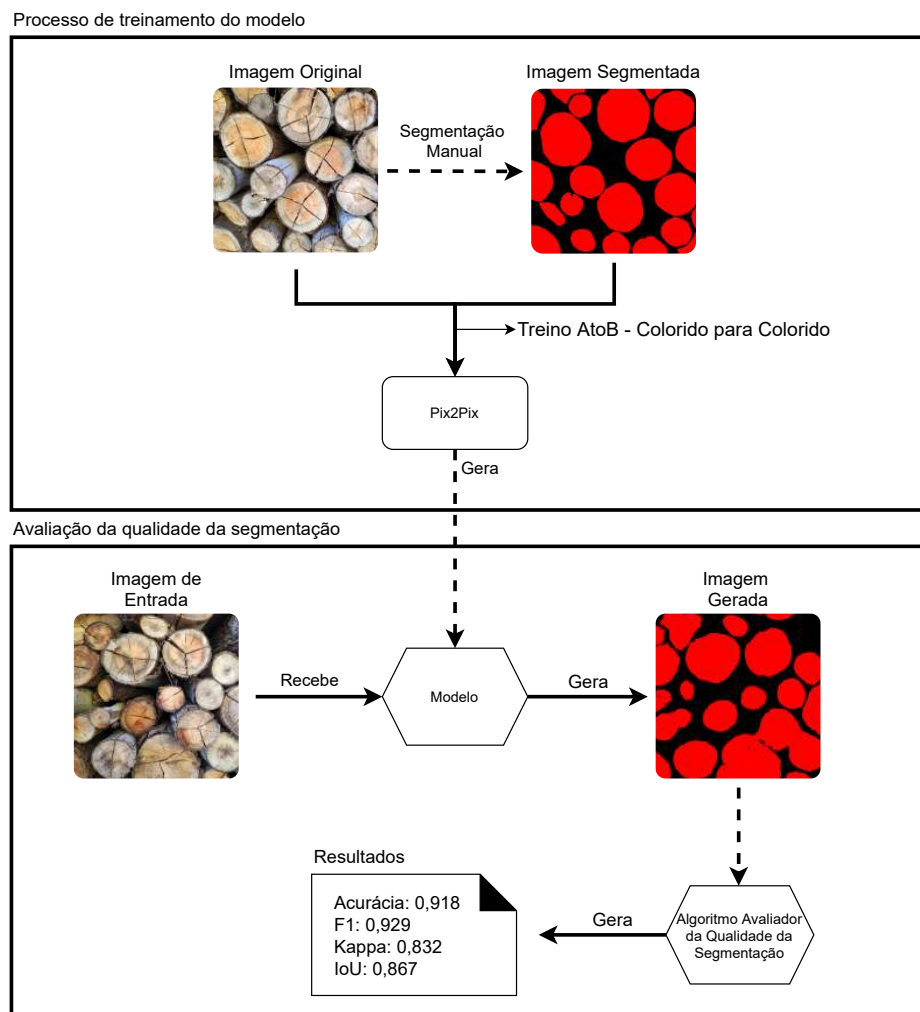 Processo de treinamento do modelo
Imagem Original
Imagem Segmentada
Segmentação
Manual
Treino AtoB - Colorido para Colorido
Pix2Pix
Gera
Avaliação da qualidade da segmentação
Imagem de
Entrada
Imagem
Gerada
Recebe
Modelo
Gera
Resultados
Acurácia: 0,918
F1: 0,929
Kappa: 0,832
IoU: 0,867
Gera
Algoritmo Avaliador
da Qualidade da
Segmentação